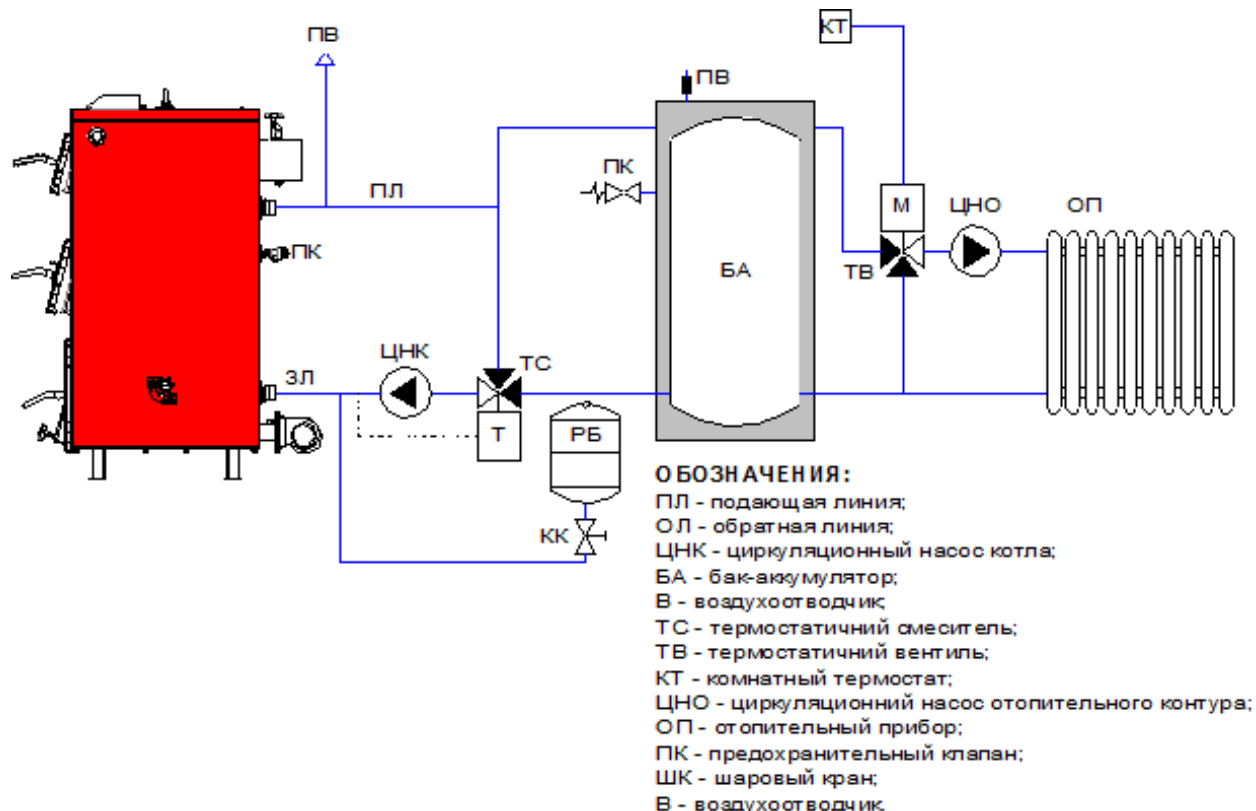 КТ
ПВ
ПВ
ПК
ПЛ
М
ЦНО
ОП
ПК
БА
ТВ
ЦНК
ТС
ЗЛ
Т
РБ
КК
ОБОЗНАЧЕНИЯ:
ПЛ - подающая линия;
ОЛ - обратная линия;
ЦНК - циркуляционный насос котла;
БА - бак-аккумулятор;
В - воздухоотводчик;
ТС - термостатичний смеситель;
ТВ - термостатичний вентиль;
КТ - комнатный термостат;
ЦНО - циркуляционний насос отопительного контура;
ОП - отопительный прибор;
ПК - предохранительный клапан;
ШК - шаровый кран;
В - воздухоотводчик.